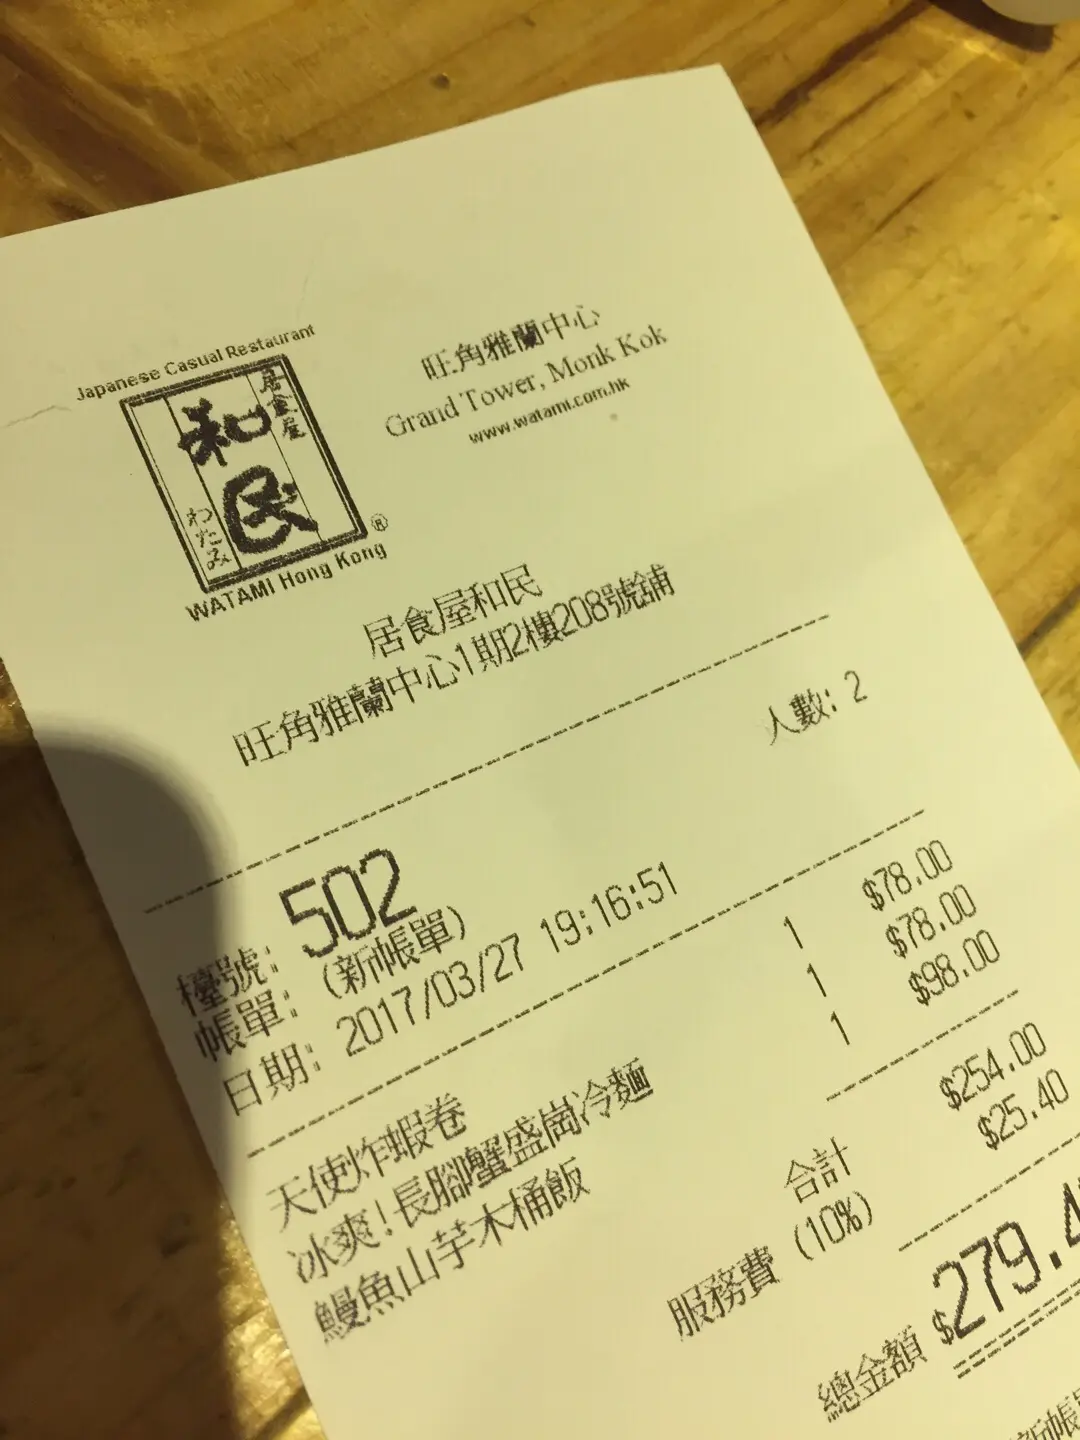 Japanese Casual Restaurant
居食屋
和民
わたみ
®
WATAMI Hong Kong
旺角雅蘭中心
Grand Tower, Monk Kok
www.watami.com.hk
居食屋和民
旺角雅蘭中心1期2樓208號舖
人數: 2
檯號: 502
帳單: (新帳單)
日期: 2017/03/27 19:16:51
天使炸蝦卷 1 $78.00
冰爽!長腳蟹盛崗冷麵 1 $78.00
鰻魚山芋木桶飯 1 $98.00
合計 $254.00
服務費 (10%) $25.40
總金額 $279.4